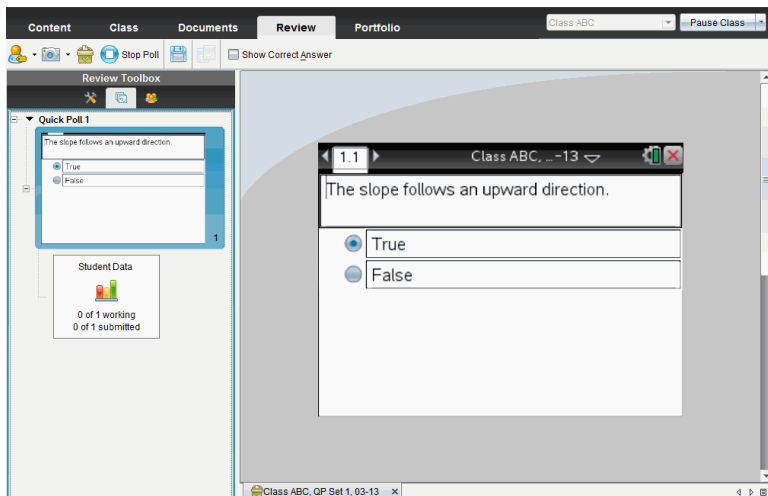 Content Class Documents Review Portfolio Class ABC Pause Class
Stop Poll Show Correct Answer
Review Toolbox
Quick Poll 1
The slope follows an upward direction.
True
False
1
Student Data
0 of 1 working
0 of 1 submitted
1.1 Class ABC, ...-13
The slope follows an upward direction.
True
False
Class ABC, QP Set 1, 03-13 x